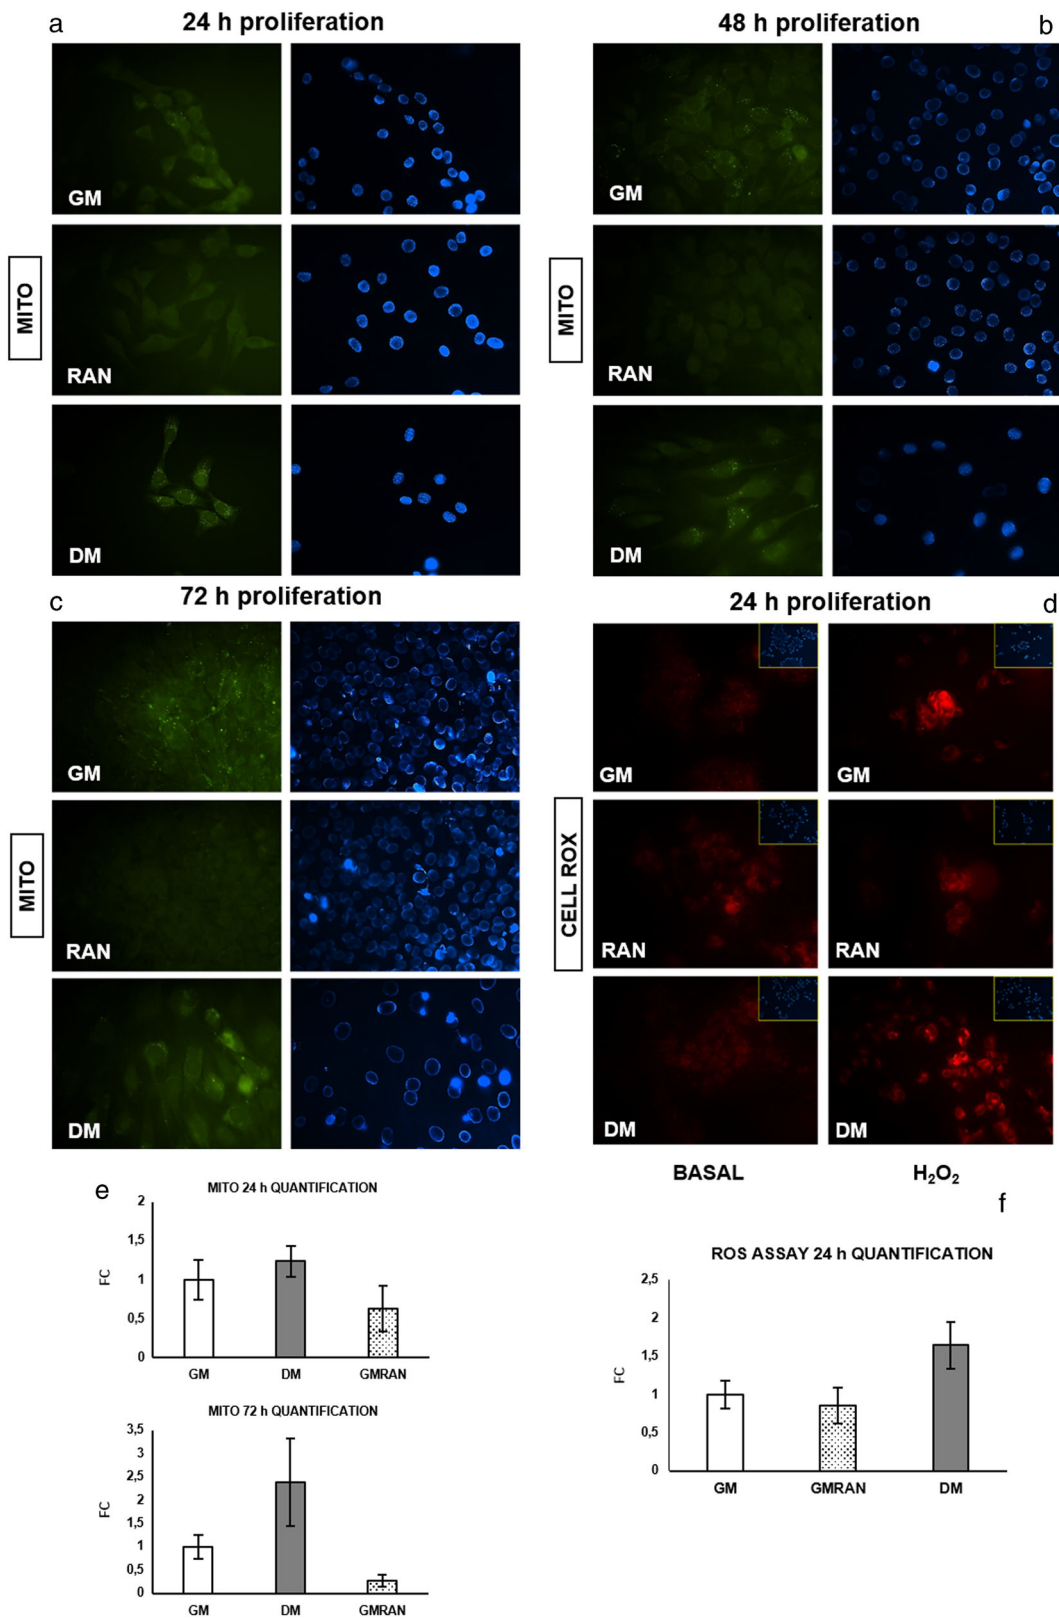 a
24 h proliferation
GM
MITO
RAN
DM
48 h proliferation
b
GM
MITO
RAN
DM
c
72 h proliferation
GM
MITO
RAN
DM
24 h proliferation
d
GM
GM
CELL ROX
RAN
RAN
DM
DM
BASAL
H₂O₂
e
MITO 24 h QUANTIFICATION
2
1,5
1
0,5
0
FC
GM
DM
GMRAN
MITO 72 h QUANTIFICATION
3,5
3
2,5
2
1,5
1
0,5
0
FC
GM
DM
GMRAN
f
ROS ASSAY 24 h QUANTIFICATION
2,5
2
1,5
1
0,5
0
FC
GM
GMRAN
DM